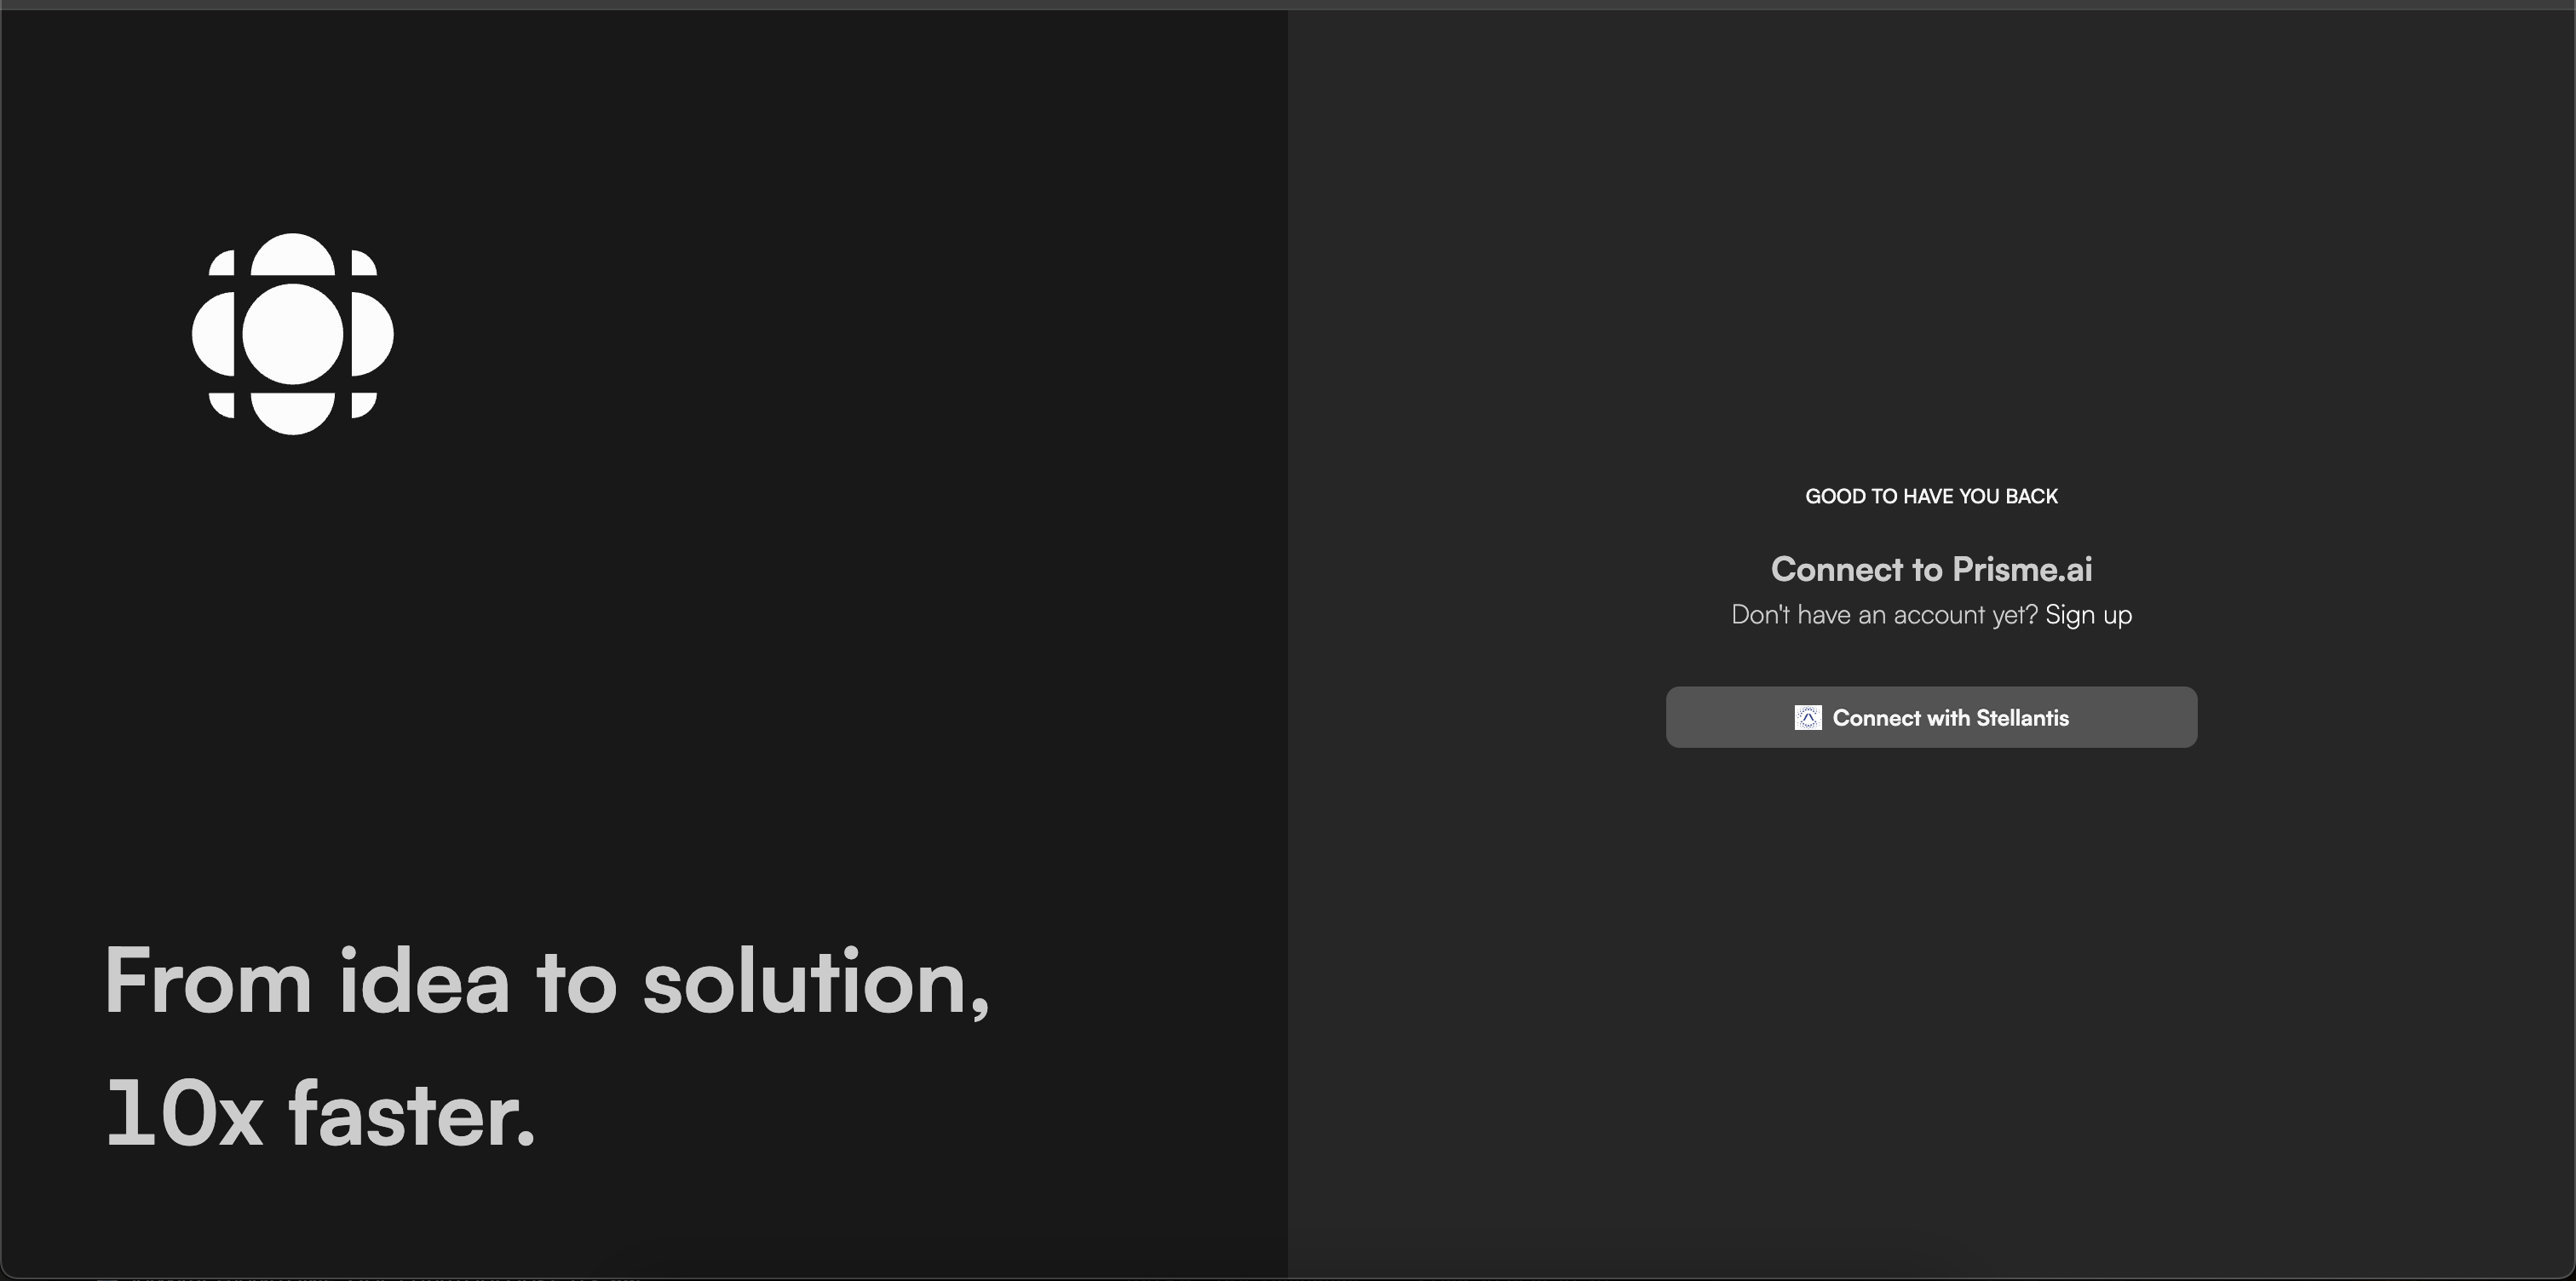 From idea to solution,
10x faster.
GOOD TO HAVE YOU BACK
Connect to Prisme.ai
Don't have an account yet? Sign up
Connect with Stellantis